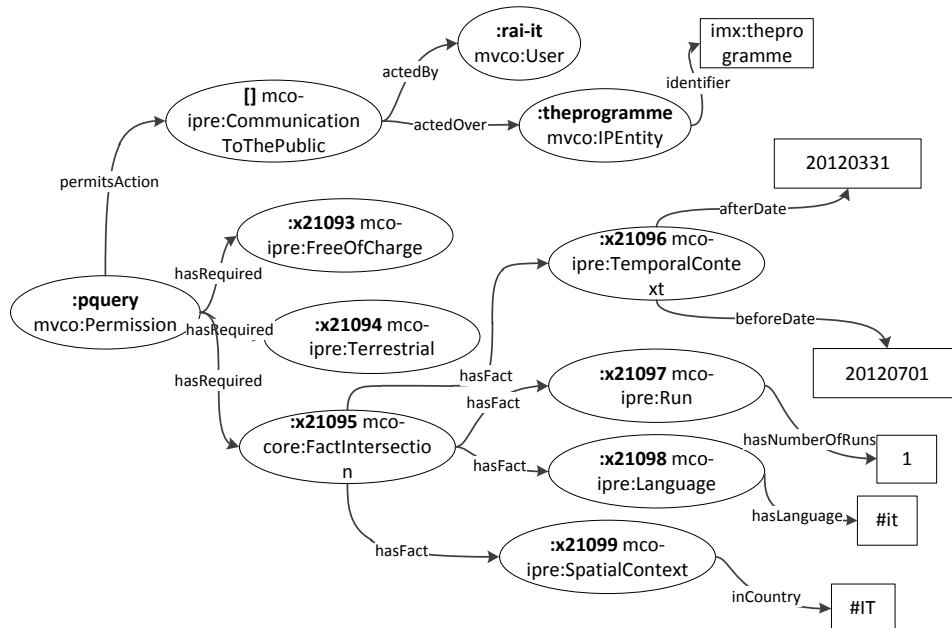 :rai-it
mvco:User
imx:thepro
gramme
actedBy
identifier
[] mco-
ipre:Communication
ToThePublic
actedOver
:theprogramme
mvco:IPEntity
20120331
permitsAction
afterDate
:x21093 mco-
ipre:FreeOfCharge
:x21096 mco-
ipre:TemporalConte
xt
hasRequired
:pquery
mvco:Permission
hasRequired
:x21094 mco-
ipre:Terrestrial
beforeDate
hasRequired
hasFact
20120701
:x21097 mco-
ipre:Run
hasFact
:x21095 mco-
core:FactIntersectio
n
hasNumberOfRuns
1
hasFact
:x21098 mco-
ipre:Language
hasLanguage
#it
hasFact
:x21099 mco-
ipre:SpatialContext
inCountry
#IT